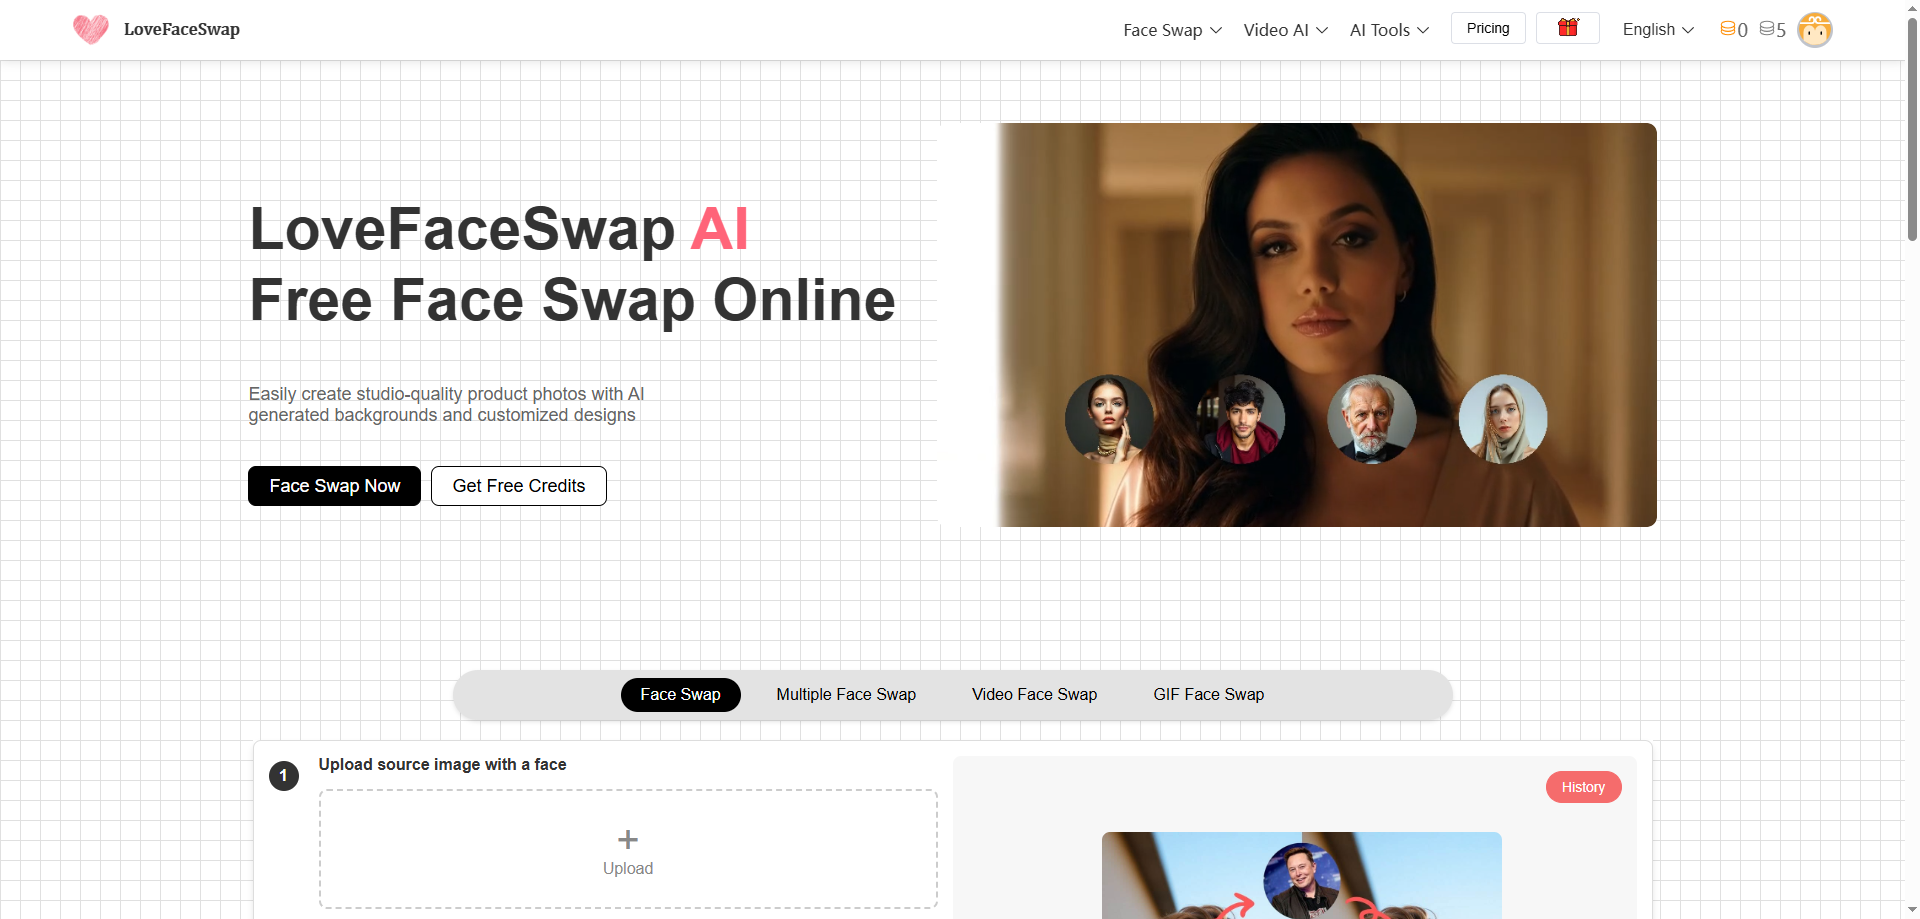 LoveFaceSwap
Face Swap
Video AI
AI Tools
Pricing
English
0
5
LoveFaceSwap AI
Free Face Swap Online
Easily create studio-quality product photos with AI
generated backgrounds and customized designs
Face Swap Now
Get Free Credits
Face Swap
Multiple Face Swap
Video Face Swap
GIF Face Swap
1
Upload source image with a face
+
Upload
History